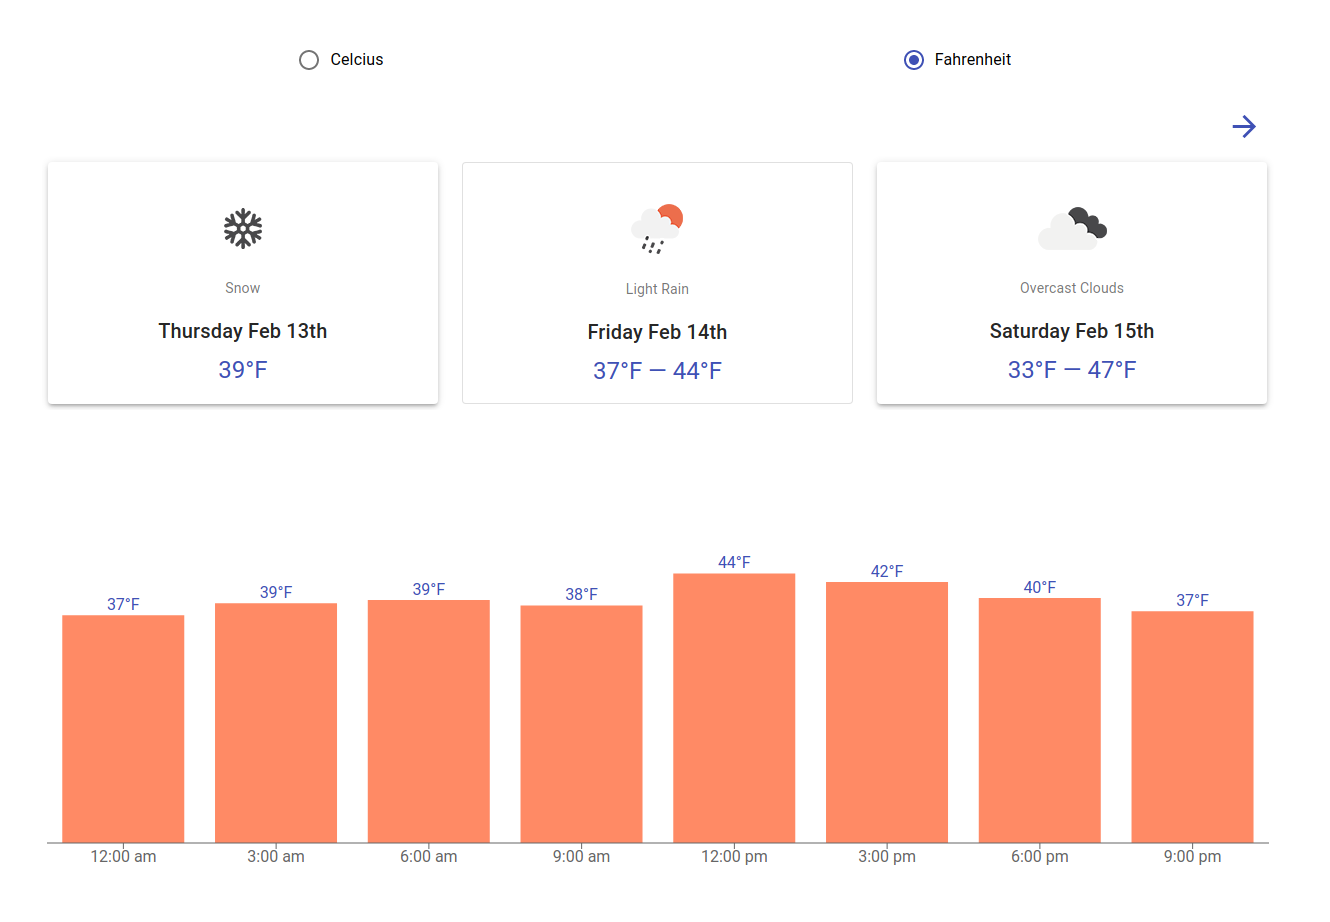 Celcius
Fahrenheit
Snow
Thursday Feb 13th
39°F
Light Rain
Friday Feb 14th
37°F — 44°F
Overcast Clouds
Saturday Feb 15th
33°F — 47°F
37°F
39°F
39°F
38°F
44°F
42°F
40°F
37°F
12:00 am
3:00 am
6:00 am
9:00 am
12:00 pm
3:00 pm
6:00 pm
9:00 pm